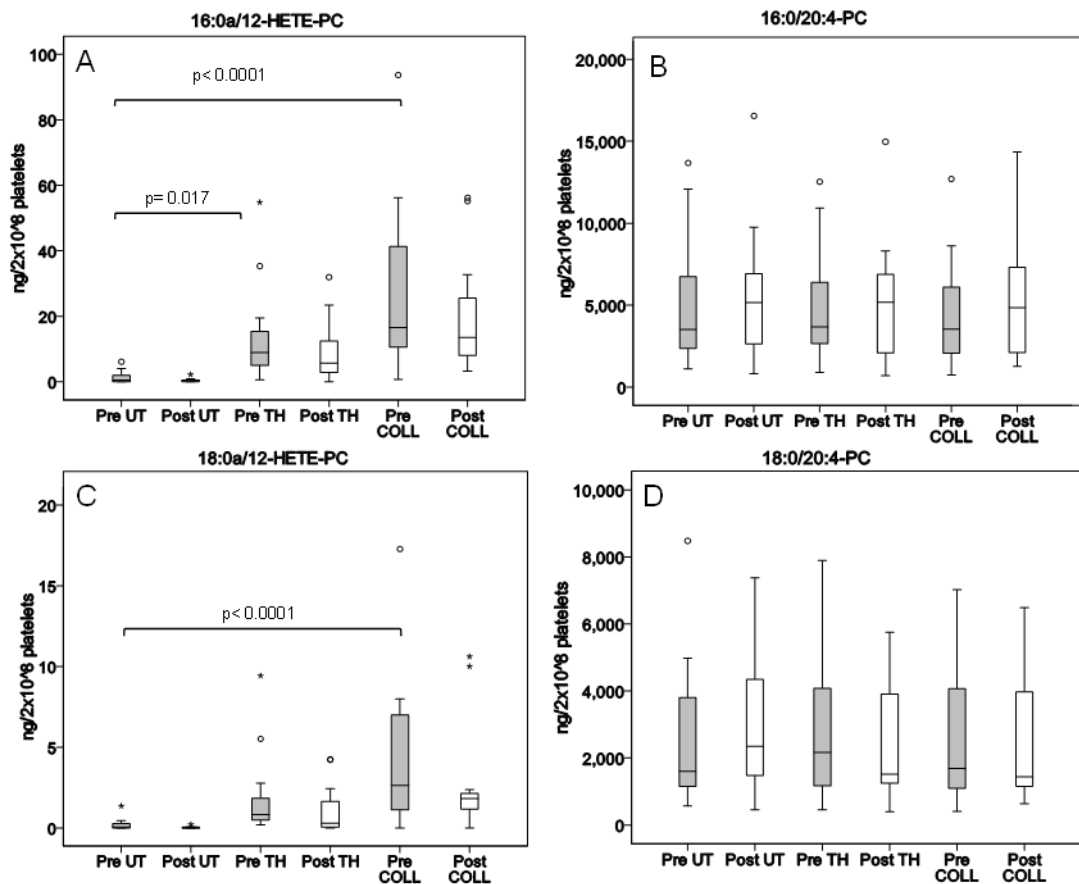 16:0a/12-HETE-PC
A
p< 0.0001
p= 0.017
ng/2x10^8 platelets
100
80
60
40
20
0
Pre UT Post UT Pre TH Post TH Pre COLL Post COLL
16:0/20:4-PC
B
ng/2x10^8 platelets
20,000
15,000
10,000
5,000
0
Pre UT Post UT Pre TH Post TH Pre COLL Post COLL
18:0a/12-HETE-PC
C
p< 0.0001
ng/2x10^8 platelets
20
15
10
5
0
Pre UT Post UT Pre TH Post TH Pre COLL Post COLL
18:0/20:4-PC
D
ng/2x10^8 platelets
10,000
8,000
6,000
4,000
2,000
0
Pre UT Post UT Pre TH Post TH Pre COLL Post COLL